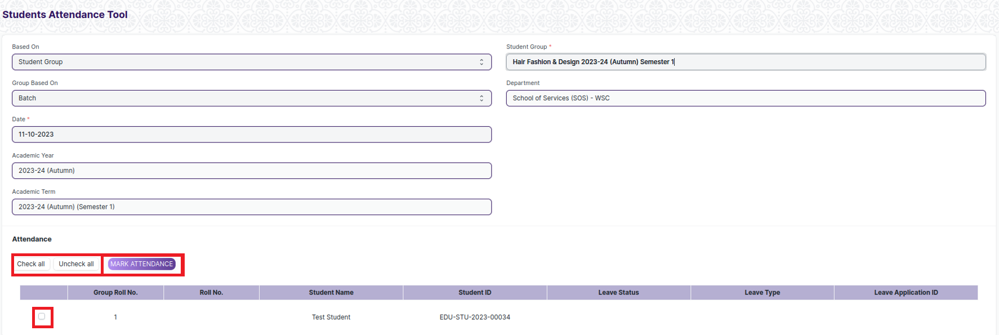 Students Attendance Tool
Based On
Student Group
Student Group *
Hair Fashion & Design 2023-24 (Autumn) Semester 1
Group Based On
Batch
Department
School of Services (SOS) - WSC
Date *
11-10-2023
Academic Year
2023-24 (Autumn)
Academic Term
2023-24 (Autumn) (Semester 1)
Attendance
Check all Uncheck all MARK ATTENDANCE
Group Roll No. Roll No. Student Name Student ID Leave Status Leave Type Leave Application ID
1 Test Student EDU-STU-2023-00034